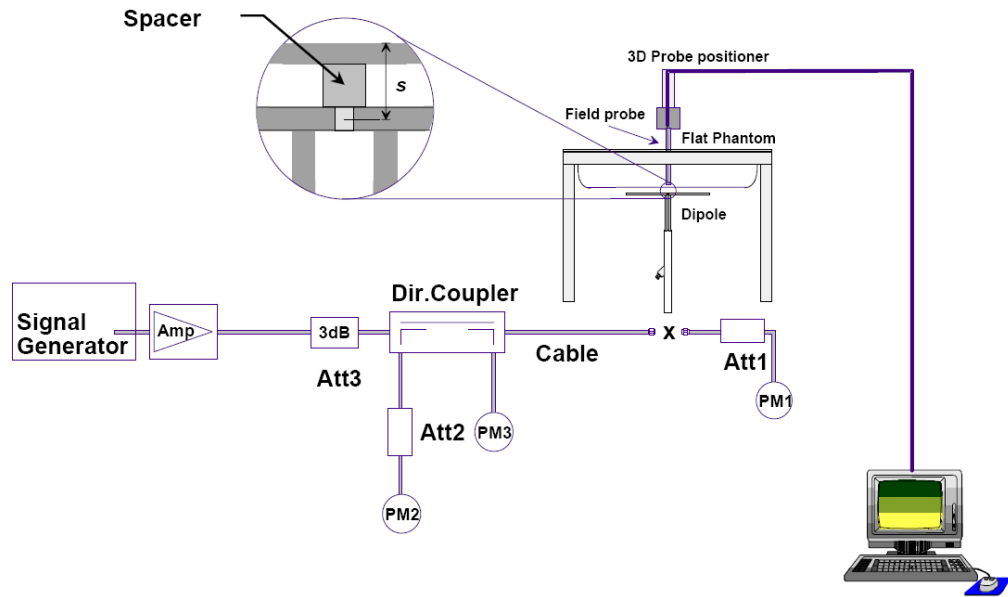 Spacer
s
3D Probe positioner
Field probe
Flat Phantom
Dipole
Signal
Generator
Amp
3dB
Att3
Dir.Coupler
Cable
x
Att1
PM1
Att2
PM3
PM2